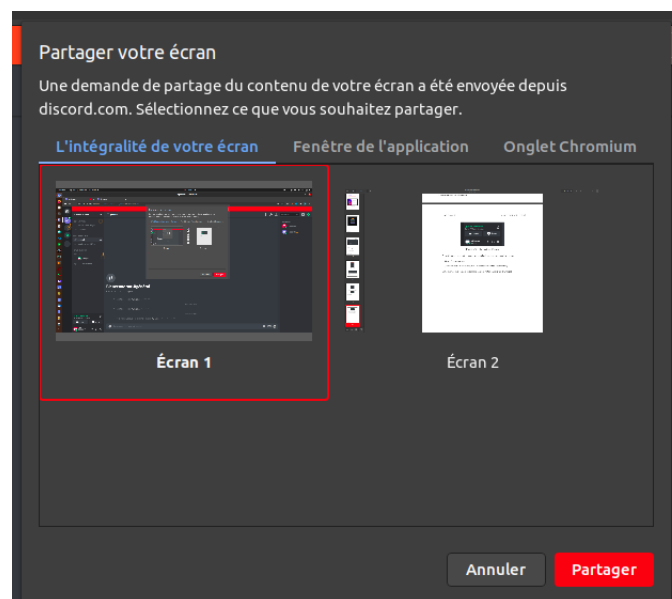 Partager votre écran
Une demande de partage du contenu de votre écran a été envoyée depuis
discord.com. Sélectionnez ce que vous souhaitez partager.
L'intégralité de votre écran Fenêtre de l'application Onglet Chromium
Écran 1 Écran 2
Annuler Partager